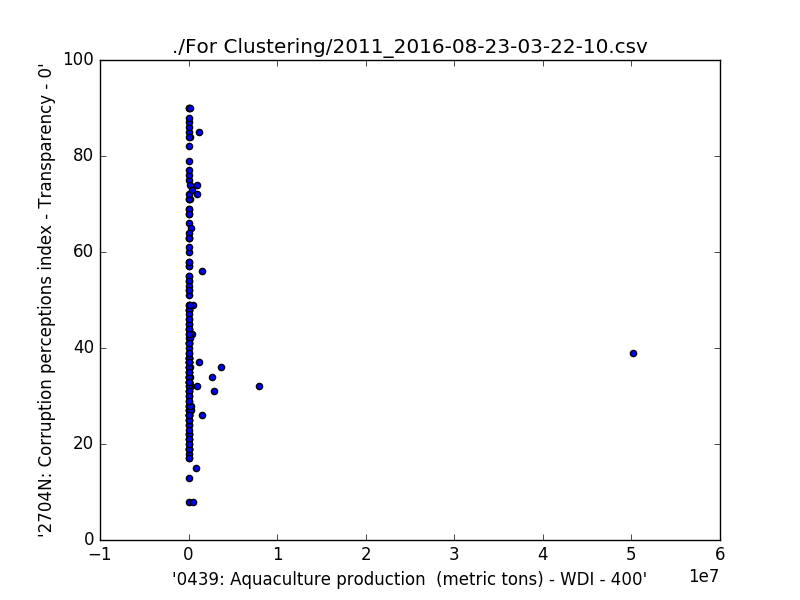 ./For Clustering/2011_2016-08-23-03-22-10.csv
'2704N: Corruption perceptions index - Transparency - 0'
100
80
60
40
20
0
−1 0 1 2 3 4 5 6
1e7
'0439: Aquaculture production  (metric tons) - WDI - 400'